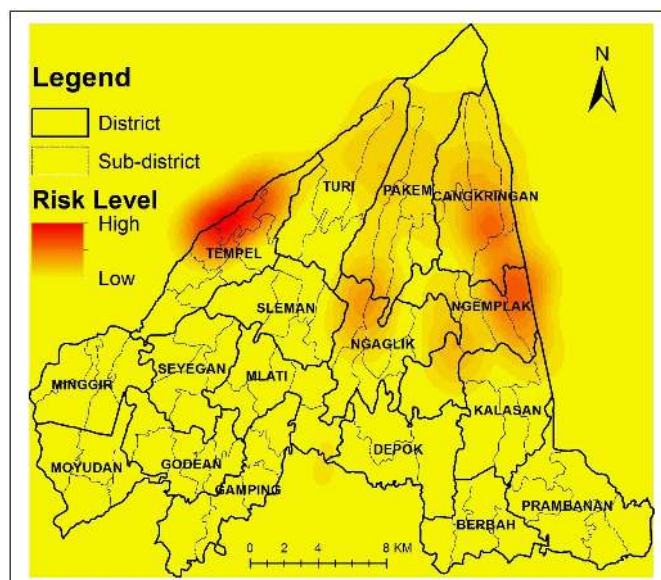 Legend
District
Sub-district
Risk Level
High
Low
N
TURI
PAKEM
CANGKRINGAN
TEMPEL
SLEMAN
NGEMPLAK
NGAGLIK
SEYEGAN
MLATI
MINGGIR
KALASAN
MOYUDAN
GODEAN
DEPOK
GAMPING
PRAMBANAN
BERBAH
0 2 4 8 KM